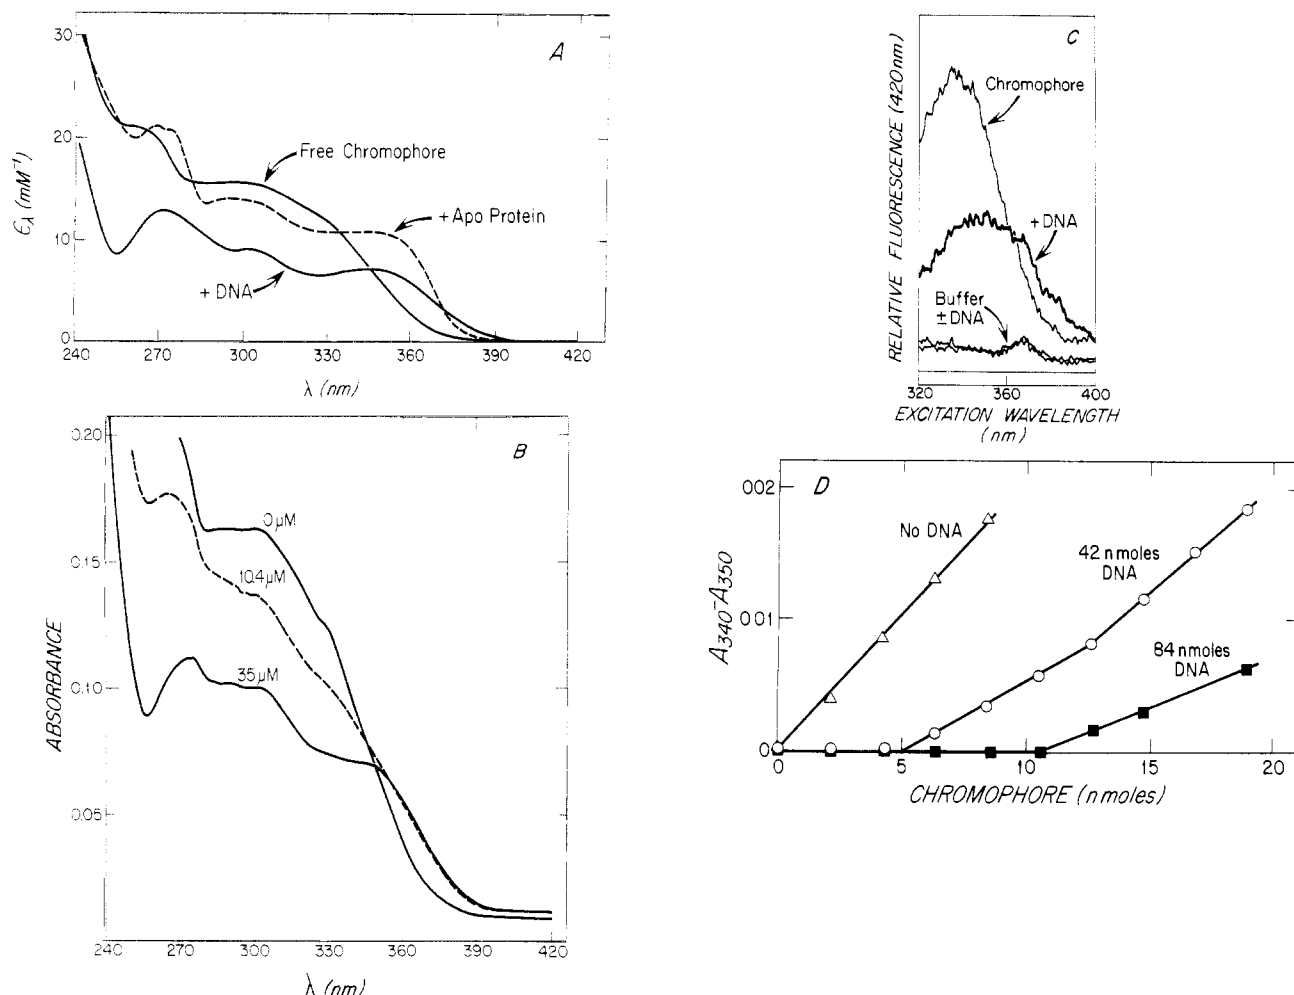 A
30
20
10
0
ϵλ (mM⁻¹)
Free Chromophore
+ Apo Protein
+ DNA
240 270 300 330 360 390 420
λ (nm)
B
0.20
0.15
0.10
0.05
ABSORBANCE
0 μM
10.4 μM
35 μM
240 270 300 330 360 390 420
λ (nm)
C
RELATIVE FLUORESCENCE (420 nm)
Chromophore
+ DNA
Buffer
± DNA
320 360 400
EXCITATION WAVELENGTH
(nm)
D
002
001
0
A340-A350
No DNA
42 n moles
DNA
84 n moles
DNA
0 5 10 15 20
CHROMOPHORE (n moles)